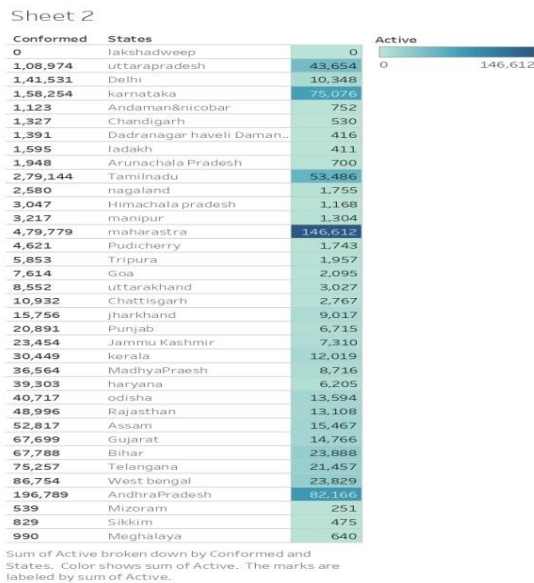 Sheet 2
Conformed States
Active
0 146,612
0 lakshadweep 0
1,08,974 uttarapradesh 43,654
1,41,531 Delhi 10,348
1,58,254 karnataka 75,076
1,123 Andaman&nicobar 752
1,327 Chandigarh 530
1,391 Dadranagar haveli Daman.. 416
1,595 ladakh 411
1,948 Arunachala Pradesh 700
2,79,144 Tamilnadu 53,486
2,580 nagaland 1,755
3,047 Himachala pradesh 1,168
3,217 manipur 1,304
4,79,779 maharastra 146,612
4,621 Pudicherry 1,743
5,853 Tripura 1,957
7,614 Goa 2,095
8,552 uttarakhand 3,027
10,932 Chattisgarh 2,767
15,756 jharkhand 9,017
20,891 Punjab 6,715
23,454 Jammu Kashmir 7,310
30,449 kerala 12,019
36,564 MadhyaPraesh 8,716
39,303 haryana 6,205
40,717 odisha 13,594
48,996 Rajasthan 13,108
52,817 Assam 15,467
67,699 Gujarat 14,766
67,788 Bihar 23,888
75,257 Telangana 21,457
86,754 West bengal 23,829
196,789 AndhraPradesh 82,166
539 Mizoram 251
829 Sikkim 475
990 Meghalaya 640
Sum of Active broken down by Conformed and
States. Color shows sum of Active. The marks are
labeled by sum of Active.